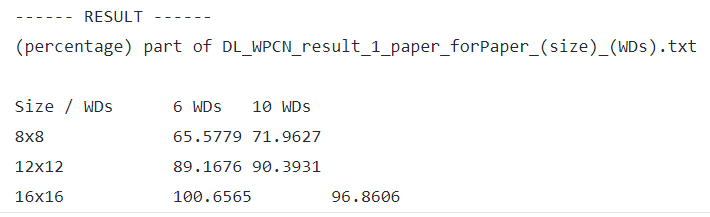 ------ RESULT ------
(percentage) part of DL_WPCN_result_1_paper_forPaper_(size)_(WDs).txt
Size / WDs 6 WDs 10 WDs
8x8 65.5779 71.9627
12x12 89.1676 90.3931
16x16 100.6565 96.8606